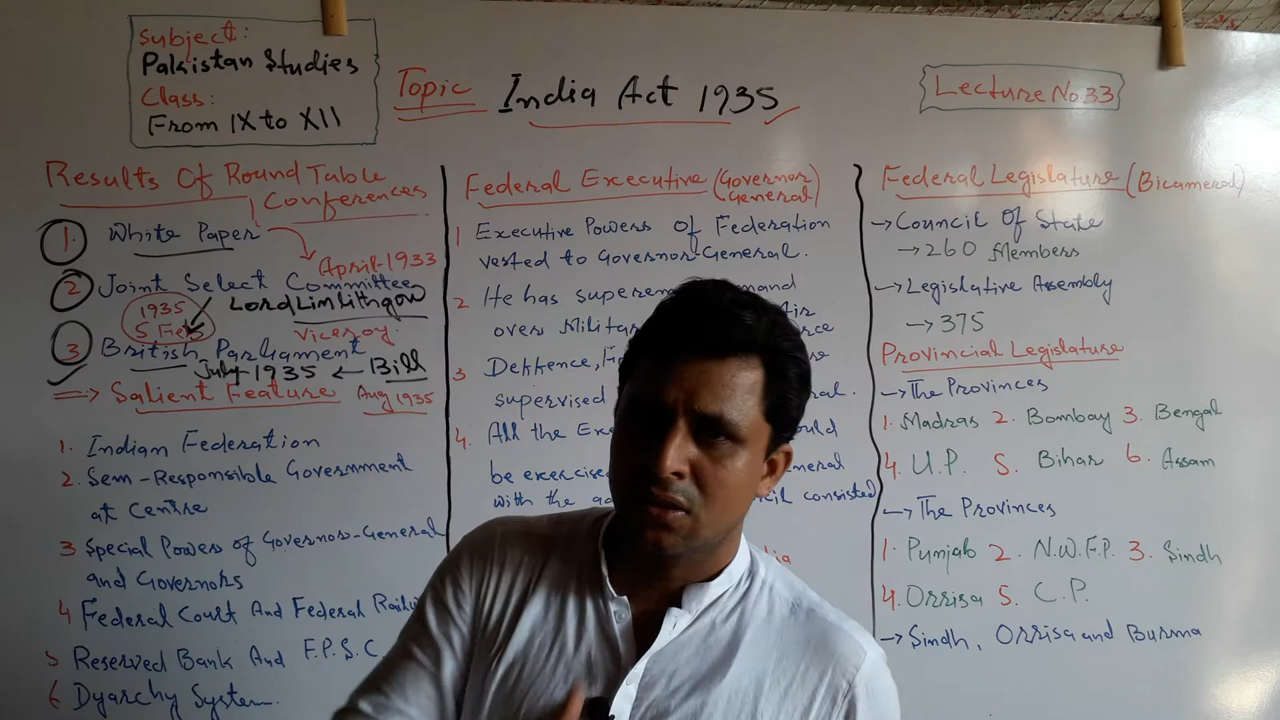 Subject:
Pakistan Studies
Class:
From IX to XII
Topic India Act 1935
Lecture No.33
Results Of Round Table
Conferences
1. White Paper
April-1933
2 Joint Select Committee
1935
5 Feb
Lord Linlithgow
Viceroy.
3 British Parliament
July-1935 ← Bill
=> Salient Feature Aug 1935
1. Indian Federation
2. Sem-Responsible Government
at Centre
3 Special Powers of Governor-General
and Governors
4 Federal Court And Federal
5 Reserved Bank And F.P.S.C
6 Dyarchy System.
Federal Executive (Governor
General)
1 Executive Powers of Federation
vested to Governor-General.
2 He has
over
3 Deffence,
supervised
4. All the
be
with the consisted
Federal Legislature (Bicameral)
→ Council Of State
→ 260 Members
→ Legislative Assembly
→ 375
Provincial Legislature
→ The Provinces
1. Madras 2. Bombay 3. Bengal
4. U.P. 5. Bihar 6. Assam
→ The Provinces
1. Punjab 2. N.W.F.P. 3. Sindh
4. Orrisa 5. C.P.
→ Sindh, Orrisa and Burma